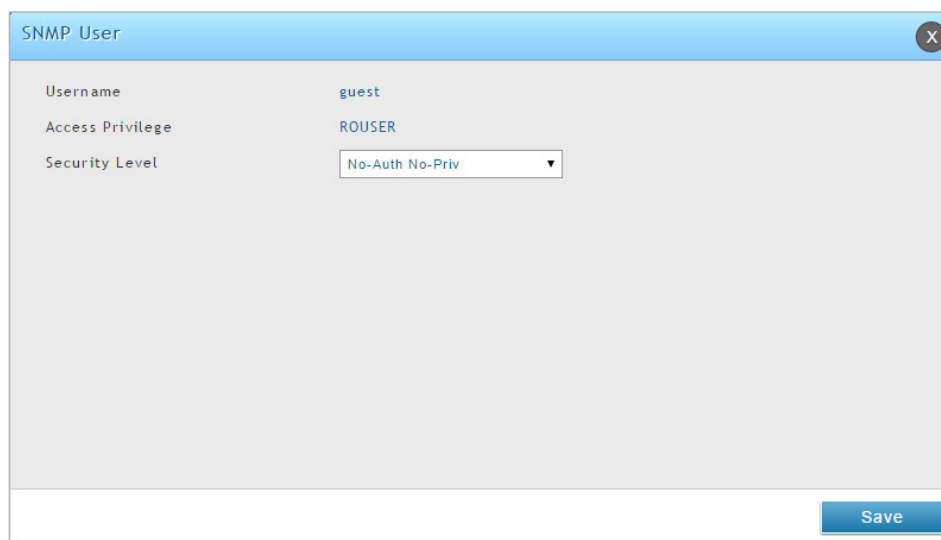 SNMP User
X
Username guest
Access Privilege ROUSER
Security Level No-Auth No-Priv
Save